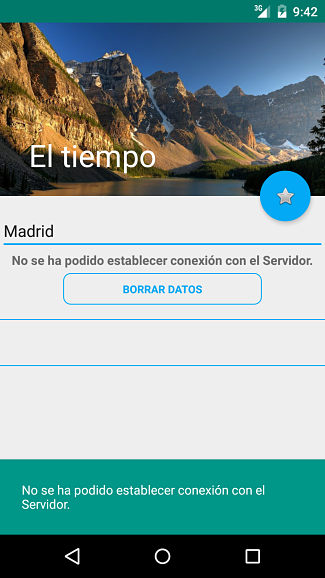 3G 9:42
El tiempo
Madrid
No se ha podido establecer conexión con el Servidor.
BORRAR DATOS
No se ha podido establecer conexión con el
Servidor.